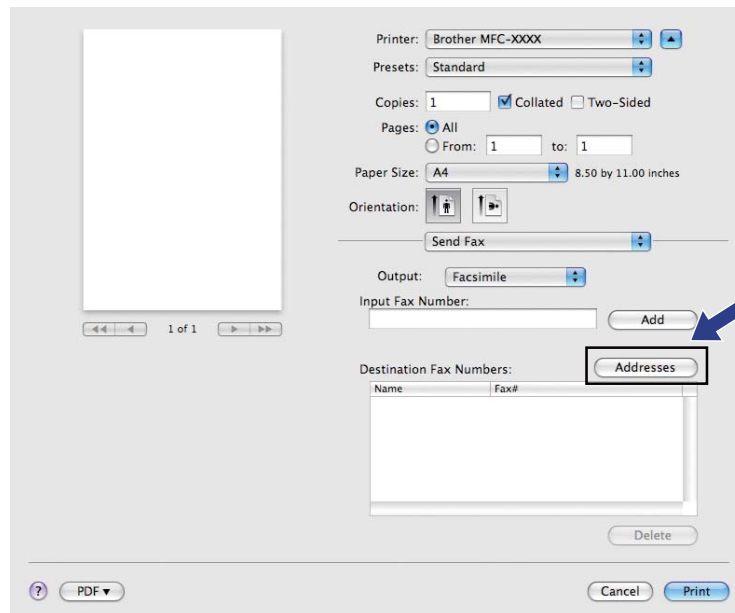 Printer: Brother MFC-XXXX
Presets: Standard
Copies: 1 Collated Two-Sided
Pages: All
From: 1 to: 1
Paper Size: A4 8.50 by 11.00 inches
Orientation:
Send Fax
Output: Facsimile
Input Fax Number:
Add
1 of 1
Destination Fax Numbers: Addresses
Name Fax#
Delete
? PDF Cancel Print